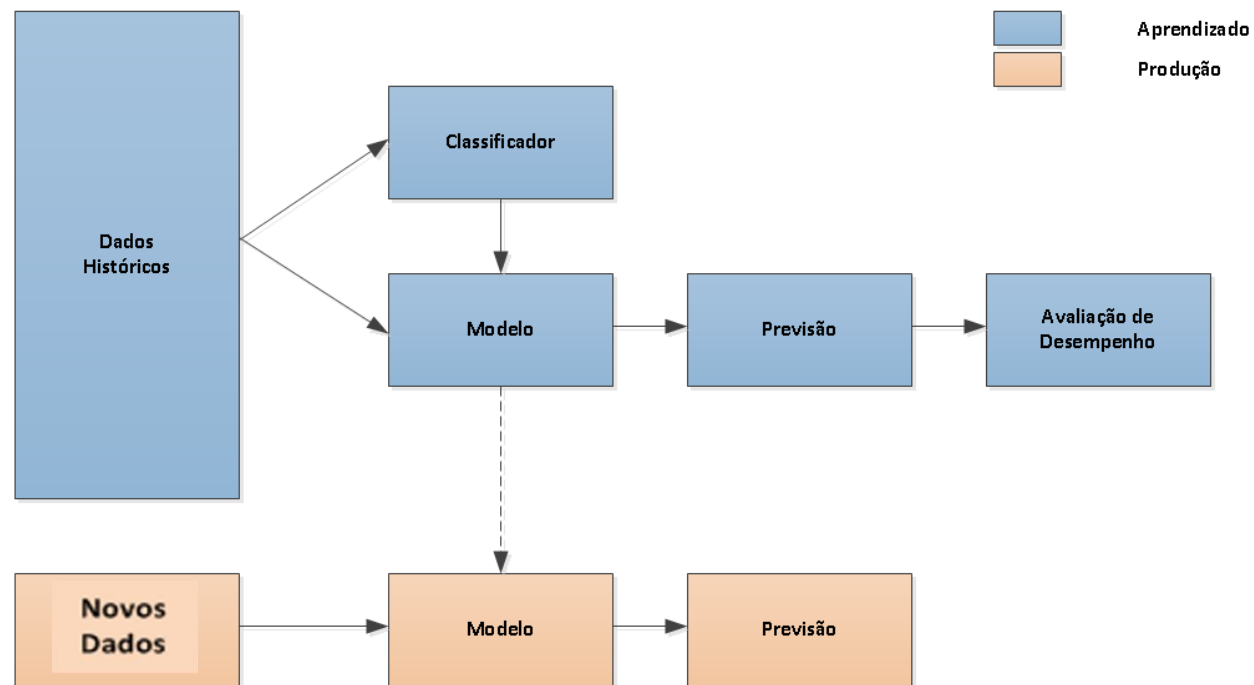 Aprendizado
Produção
Classificador
Dados
Históricos
Modelo
Previsão
Avaliação de
Desempenho
Novos
Dados
Modelo
Previsão